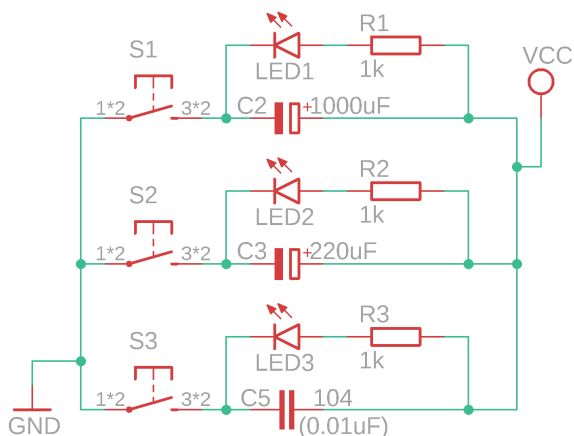 R1
S1
VCC
LED1
1k
1*2
3*2
C2
+
1000uF
R2
S2
LED2
1k
1*2
3*2
C3
+
220uF
R3
S3
LED3
1k
1*2
3*2
C5
104
GND
(0.01uF)